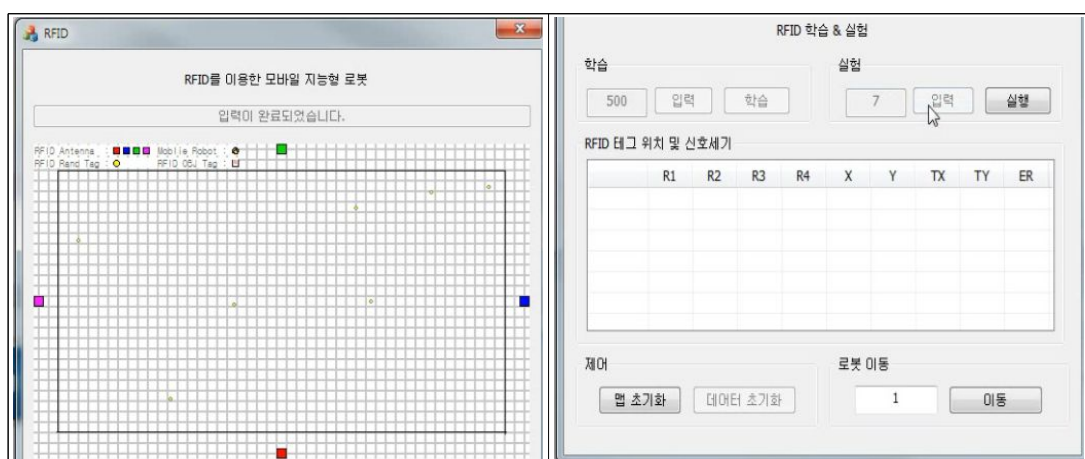 RFID
RFID를 이용한 모바일 지능형 로봇
입력이 완료되었습니다.
RFID Antenna : Moblie Robot :
RFID Rand Tag : RFID OBJ Tag :
RFID 학습 & 실험
학습
500 입력 학습
실험
7 입력 실행
RFID 태그 위치 및 신호세기
R1 R2 R3 R4 X Y TX TY ER
제어
맵 초기화 데어터 초기화
로봇 이동
1 이동